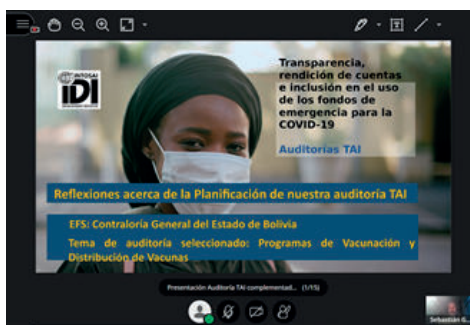 INTOSAI
IDI
Transparencia,
rendición de cuentas
e inclusión en el uso
de los fondos de
emergencia para la
COVID-19
Auditorías TAI
Reflexiones acerca de la Planificación de nuestra auditoría TAI
EFS: Contraloría General del Estado de Bolivia
Tema de auditoría seleccionado: Programas de Vacunación y
Distribución de Vacunas
Presentación Auditoría TAI complementad... (1/15)
Sebastián G.